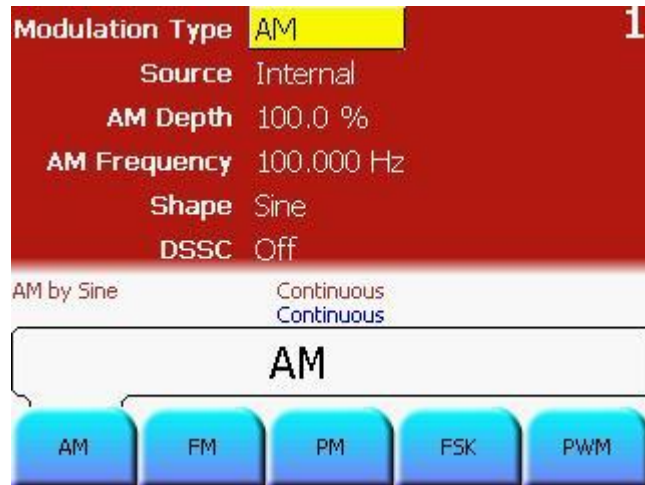 Modulation Type AM 1
Source Internal
AM Depth 100.0 %
AM Frequency 100.000 Hz
Shape Sine
DSSC Off
AM by Sine Continuous
Continuous
AM
AM FM PM FSK PWM